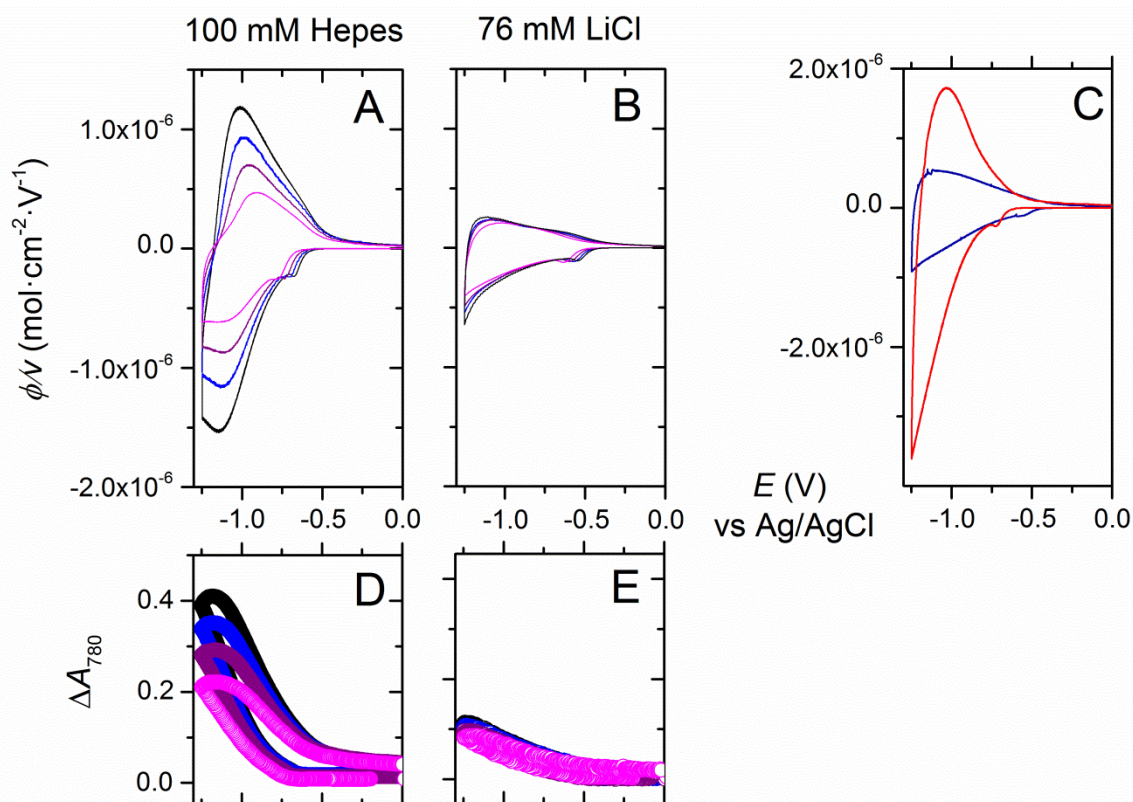 100 mM Hepes
76 mM LiCl
A
B
C
ϕ/v (mol·cm⁻²·V⁻¹)
1.0x10⁻⁶
0.0
-1.0x10⁻⁶
-2.0x10⁻⁶
-1.0 -0.5 0.0
-1.0 -0.5 0.0
2.0x10⁻⁶
0.0
-2.0x10⁻⁶
-1.0 -0.5 0.0
E (V)
vs Ag/AgCl
D
E
ΔA₇₈₀
0.4
0.2
0.0